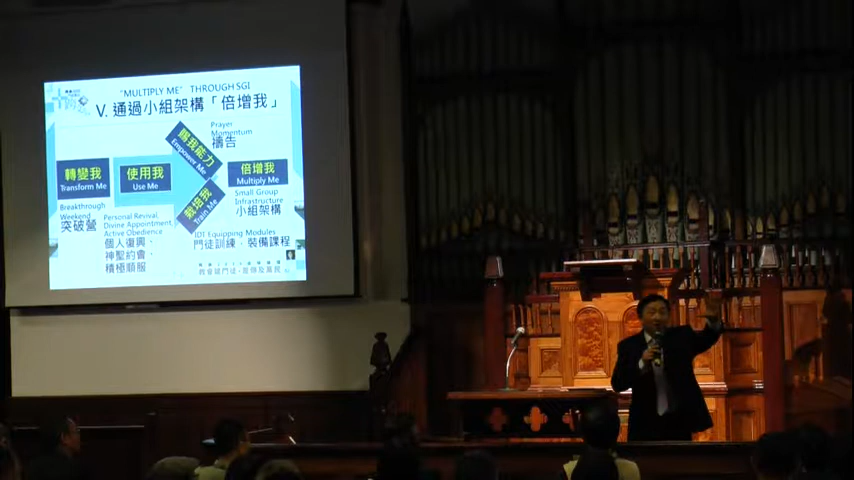 "MULTIPLY ME" THROUGH SGI
V. 通過小組架構「倍增我」
Prayer
Momentum
禱告
賜我能力
Empower Me
轉變我
Transform Me
使用我
Use Me
倍增我
Multiply Me
栽培我
Train Me
Breakthrough
Weekend
突破營
Personal Revival
Divine Appointment
Active Obedience
個人復興、
神聖約會、
積極順服
Small Group
Infrastructure
小組架構
IDT Equipping Modules
門徒訓練，裝備課程